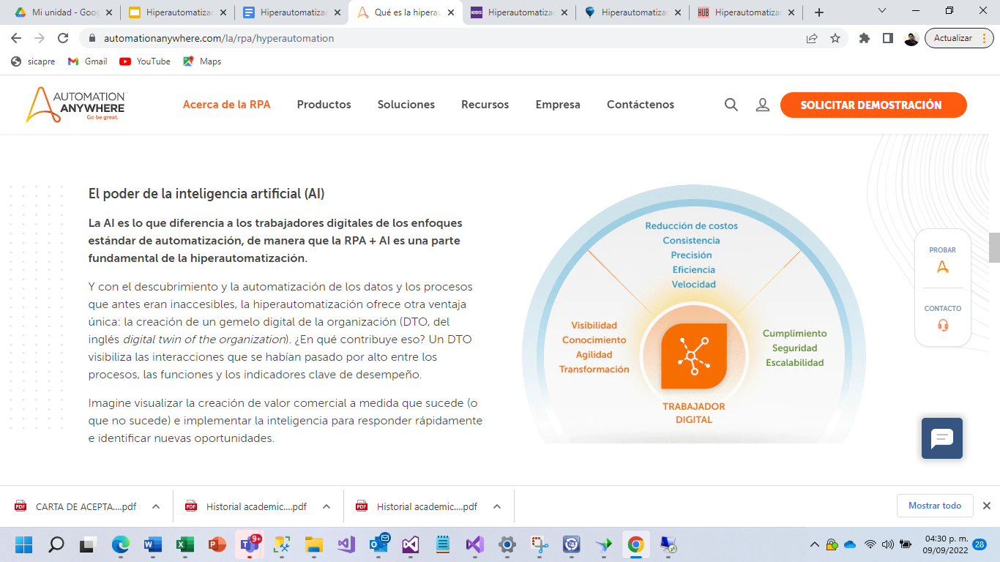 Mi unidad - Goog
Hiperautomatiza
Hiperautomatiza
Qué es la hiperau
Hiperautomatiza
Hiperautomatiza
HUB Hiperautomatiza
automationanywhere.com/la/rpa/hyperautomation
Actualizar
sicapre
Gmail
YouTube
Maps
AUTOMATION
ANYWHERE
Go be great.
Acerca de la RPA
Productos
Soluciones
Recursos
Empresa
Contáctenos
SOLICITAR DEMOSTRACIÓN
El poder de la inteligencia artificial (AI)
La AI es lo que diferencia a los trabajadores digitales de los enfoques
estándar de automatización, de manera que la RPA + AI es una parte
fundamental de la hiperautomatización.
Y con el descubrimiento y la automatización de los datos y los procesos
que antes eran inaccesibles, la hiperautomatización ofrece otra ventaja
única: la creación de un gemelo digital de la organización (DTO, del
inglés digital twin of the organization). ¿En qué contribuye eso? Un DTO
visibiliza las interacciones que se habían pasado por alto entre los
procesos, las funciones y los indicadores clave de desempeño.
Imagine visualizar la creación de valor comercial a medida que sucede (o
que no sucede) e implementar la inteligencia para responder rápidamente
e identificar nuevas oportunidades.
Reducción de costos
Consistencia
Precisión
Eficiencia
Velocidad
Visibilidad
Conocimiento
Agilidad
Transformación
Cumplimiento
Seguridad
Escalabilidad
TRABAJADOR
DIGITAL
PROBAR
CONTACTO
CARTA DE ACEPTA....pdf
Historial academic....pdf
Historial academic....pdf
Mostrar todo
9+
04:30 p. m.
09/09/2022
28